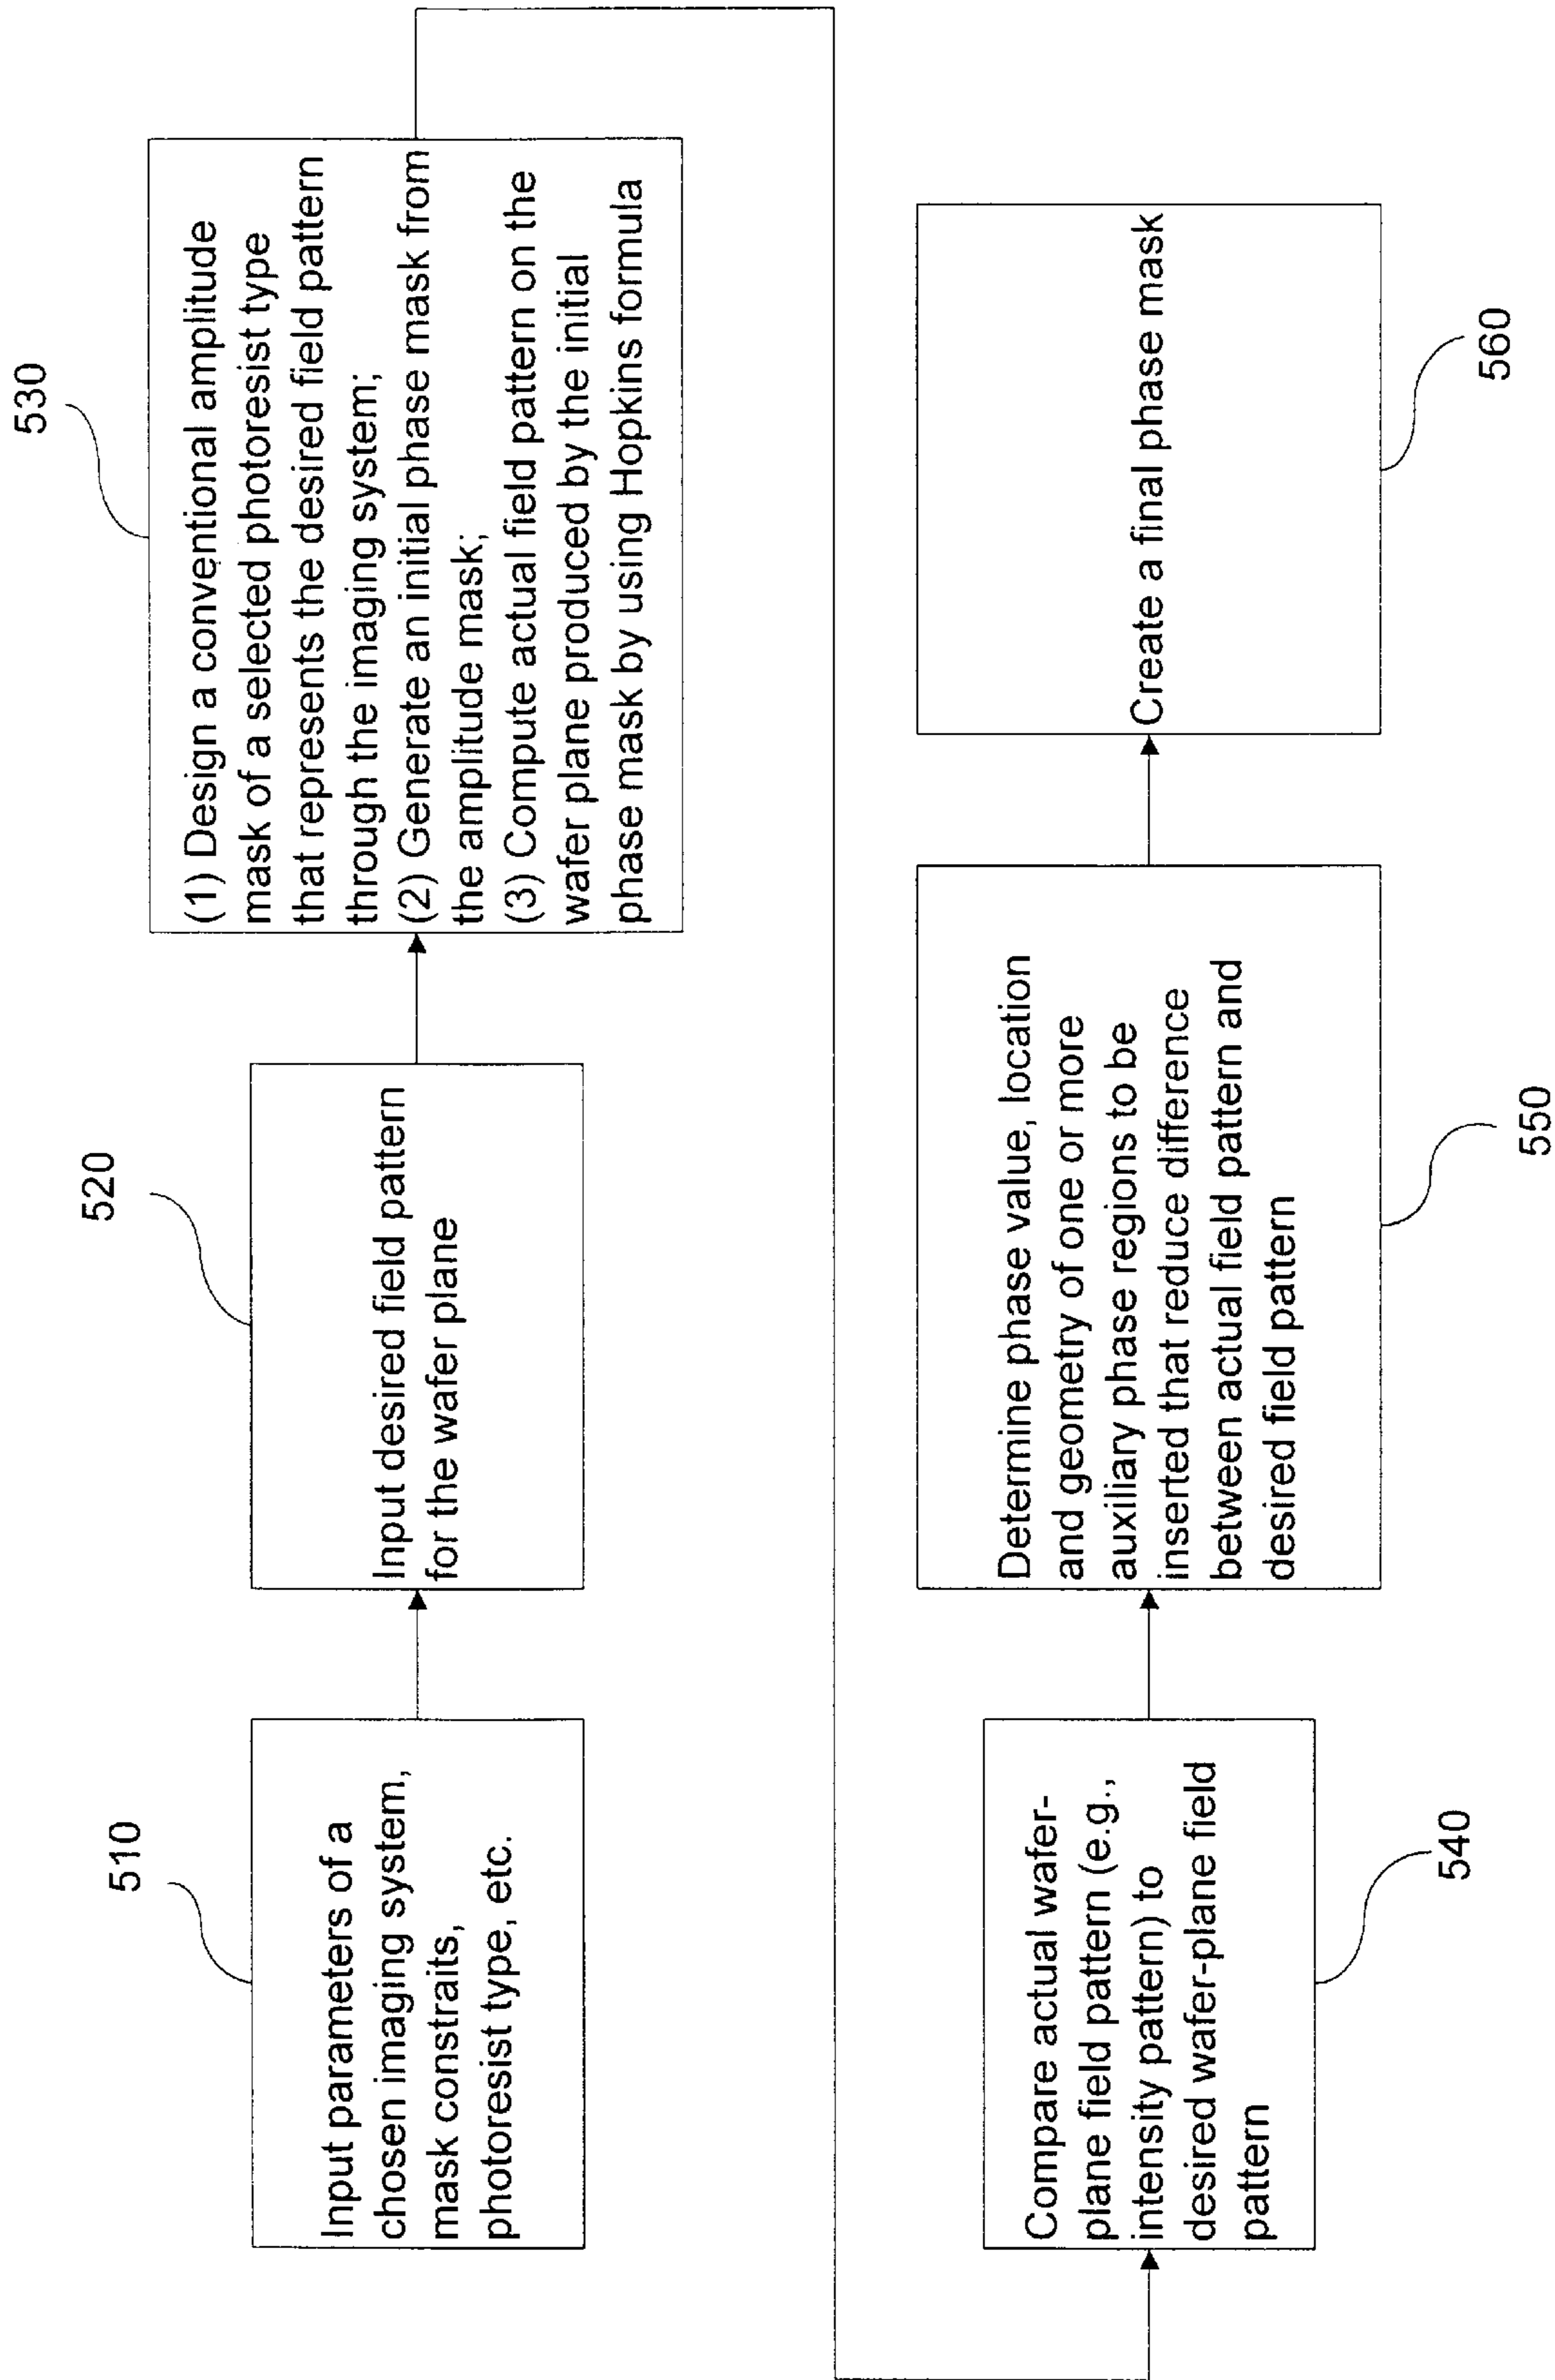 510
Input parameters of a
chosen imaging system,
mask constraits,
photoresist type, etc.
520
Input desired field pattern
for the wafer plane
530
(1) Design a conventional amplitude
mask of a selected photoresist type
that represents the desired field pattern
through the imaging system;
(2) Generate an initial phase mask from
the amplitude mask;
(3) Compute actual field pattern on the
wafer plane produced by the initial
phase mask by using Hopkins formula
Compare actual wafer-
plane field pattern (e.g.,
intensity pattern) to
desired wafer-plane field
pattern
540
Determine phase value, location
and geometry of one or more
auxiliary phase regions to be
inserted that reduce difference
between actual field pattern and
desired field pattern
550
Create a final phase mask
560